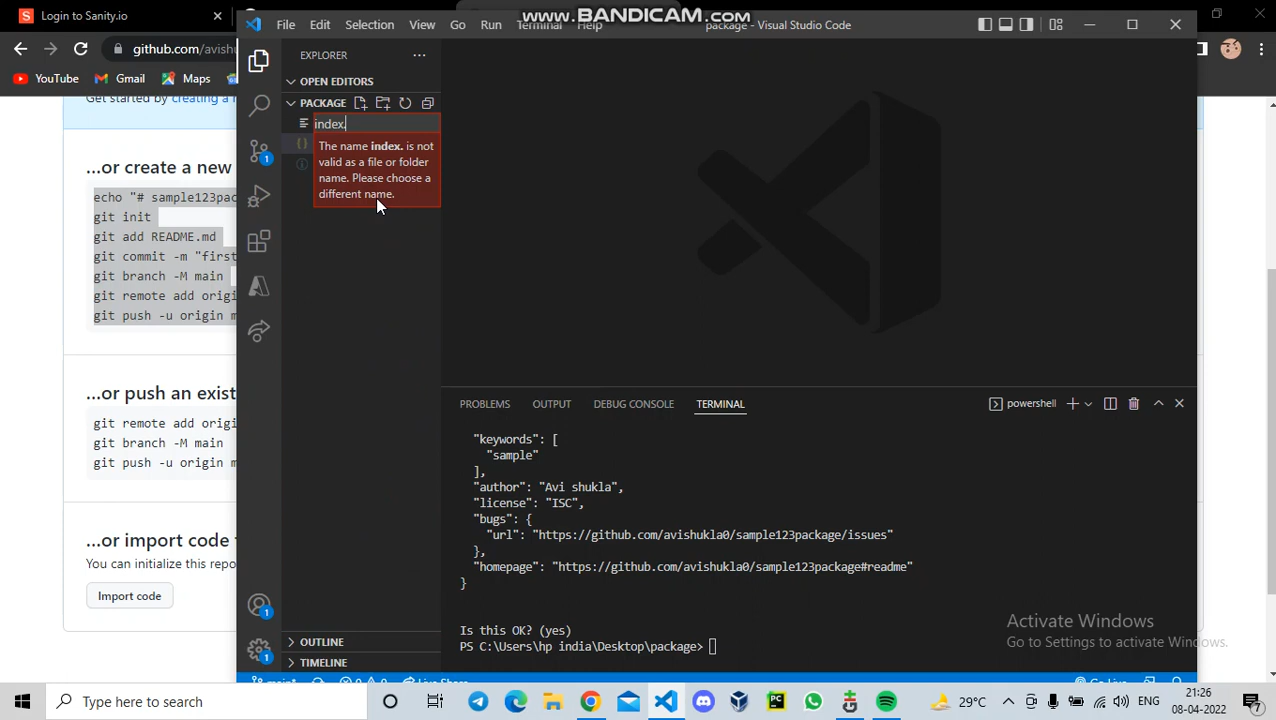 Login to Sanity.io
WWW.BANDICAM.COM
File Edit Selection View Go Run Terminal Help package - Visual Studio Code
github.com/avishu
YouTube Gmail Maps
Get started by creating a
...or create a new
echo "# sample123pac
git init
git add README.md
git commit -m "first
git branch -M main
git remote add origi
git push -u origin m
...or push an exist
git remote add origi
git branch -M main
git push -u origin m
...or import code
You can initialize this repo
Import code
EXPLORER
OPEN EDITORS
PACKAGE
index.
The name index. is not
valid as a file or folder
name. Please choose a
different name.
OUTLINE
TIMELINE
PROBLEMS OUTPUT DEBUG CONSOLE TERMINAL powershell
"keywords": [
"sample"
],
"author": "Avi shukla",
"license": "ISC",
"bugs": {
"url": "https://github.com/avishukla0/sample123package/issues"
},
"homepage": "https://github.com/avishukla0/sample123package#readme"
}
Is this OK? (yes)
PS C:\Users\hp india\Desktop\package>
Activate Windows
Go to Settings to activate Windows.
main* 0 0 Live Share Go Live
Type here to search
29°C ENG 21:26
08-04-2022